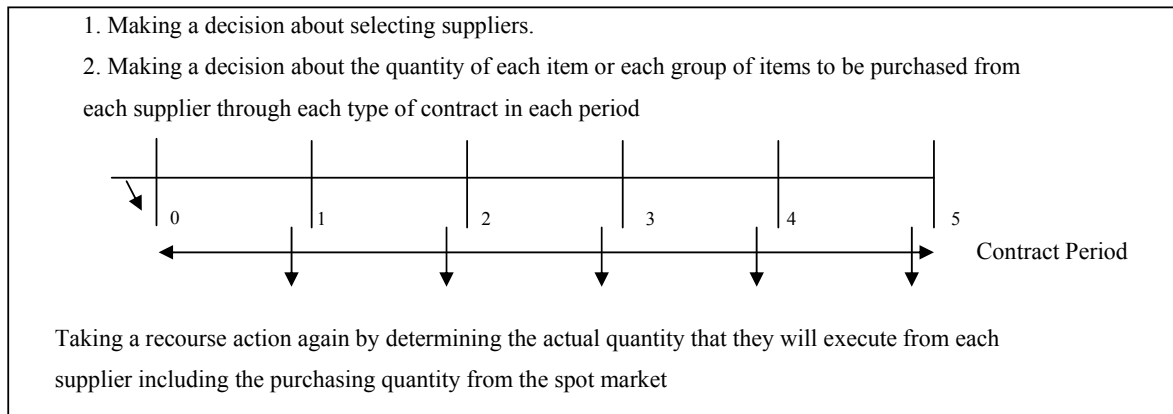 1. Making a decision about selecting suppliers.
2. Making a decision about the quantity of each item or each group of items to be purchased from
each supplier through each type of contract in each period
0 1 2 3 4 5
Contract Period
Taking a recourse action again by determining the actual quantity that they will execute from each
supplier including the purchasing quantity from the spot market